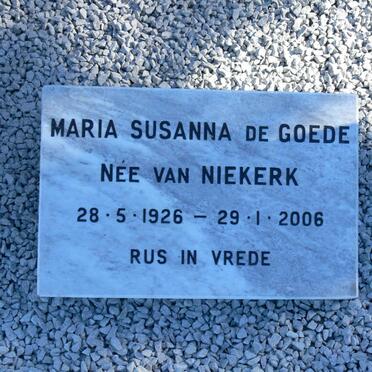 MARIA SUSANNA DE GOEDE
NÉE VAN NIEKERK
28·5·1926 – 29·1·2006
RUS IN VREDE